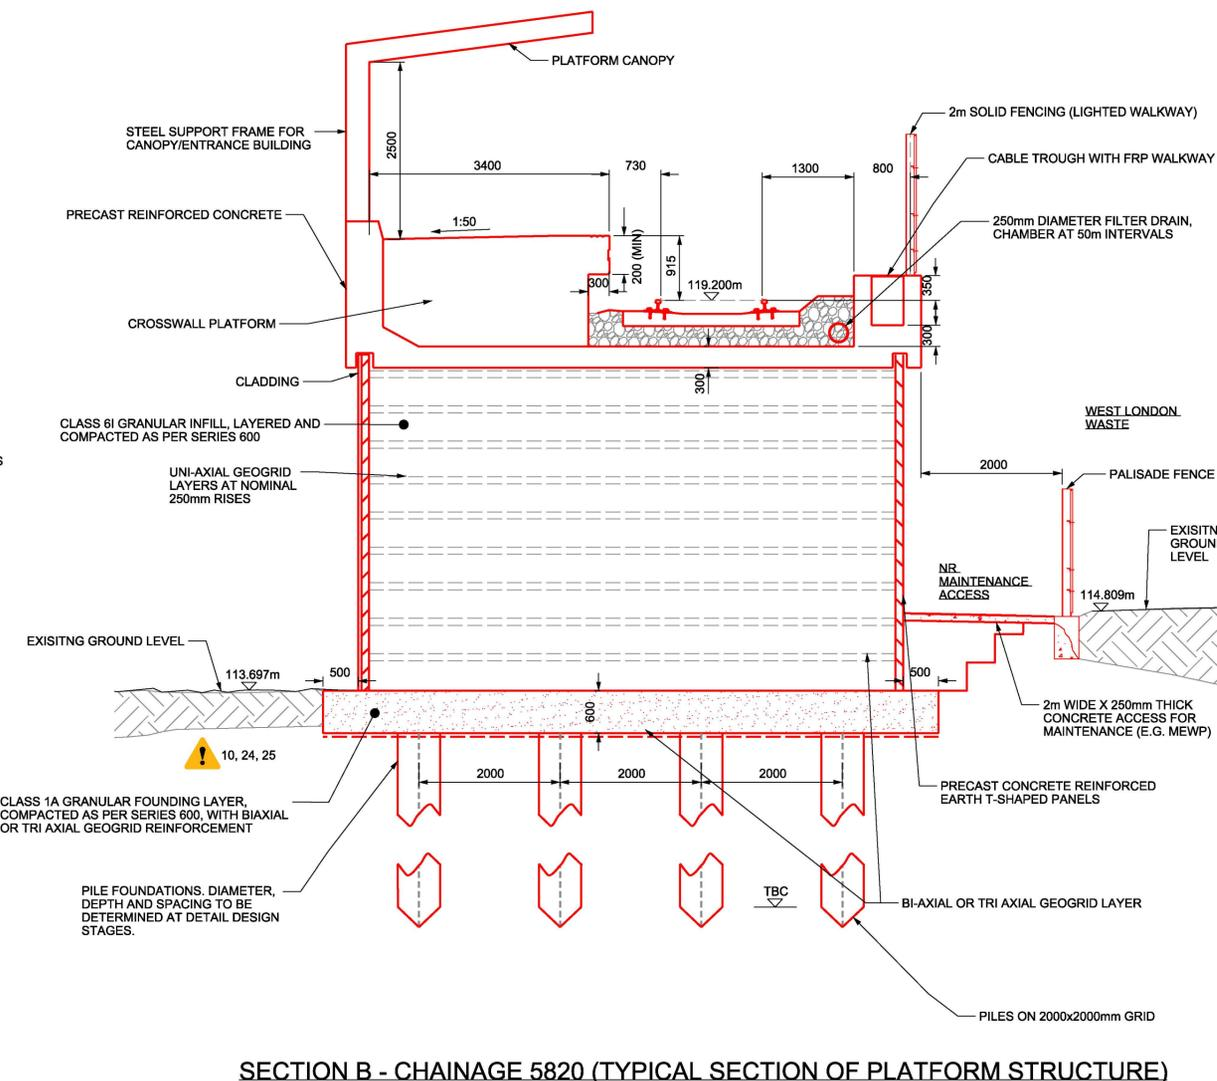 PLATFORM CANOPY
2m SOLID FENCING (LIGHTED WALKWAY)
STEEL SUPPORT FRAME FOR
CANOPY/ENTRANCE BUILDING
2500
3400
730
1300
800
CABLE TROUGH WITH FRP WALKWAY
PRECAST REINFORCED CONCRETE
1:50
200 (MIN)
915
250mm DIAMETER FILTER DRAIN,
CHAMBER AT 50m INTERVALS
300
119.200m
350
CROSSWALL PLATFORM
300
CLADDING
300
CLASS 6I GRANULAR INFILL, LAYERED AND
COMPACTED AS PER SERIES 600
WEST LONDON
WASTE
S
UNI-AXIAL GEOGRID
LAYERS AT NOMINAL
250mm RISES
2000
PALISADE FENCE
EXISITN
GROUN
LEVEL
NR
MAINTENANCE
ACCESS
114.809m
EXISITNG GROUND LEVEL
113.697m
500
500
600
2m WIDE X 250mm THICK
CONCRETE ACCESS FOR
MAINTENANCE (E.G. MEWP)
! 10, 24, 25
2000
2000
2000
PRECAST CONCRETE REINFORCED
EARTH T-SHAPED PANELS
CLASS 1A GRANULAR FOUNDING LAYER,
COMPACTED AS PER SERIES 600, WITH BIAXIAL
OR TRI AXIAL GEOGRID REINFORCEMENT
PILE FOUNDATIONS. DIAMETER,
DEPTH AND SPACING TO BE
DETERMINED AT DETAIL DESIGN
STAGES.
TBC
BI-AXIAL OR TRI AXIAL GEOGRID LAYER
PILES ON 2000x2000mm GRID
SECTION B - CHAINAGE 5820 (TYPICAL SECTION OF PLATFORM STRUCTURE)